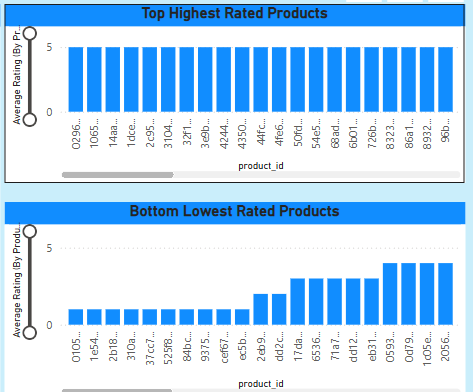 Top Highest Rated Products
Average Rating (By Pr...
5
0
0296...
1065...
14aa...
1dce...
2c95...
3104...
32f1...
3e9b...
4244...
4350...
44fc...
4fe6...
50fd...
54e5...
68ad...
6b01...
726b...
8323...
86a1...
8932...
96b...
product_id
Bottom Lowest Rated Products
Average Rating (By Produ...
5
0
0105...
1e54...
2b18...
310a...
37cc7...
525f8...
84bc...
9375...
cef67...
ec5b...
2eb9...
dd2c...
17da...
6536...
71a7...
dd12...
eb31...
0593...
0d79...
1c05e...
2056...
product_id